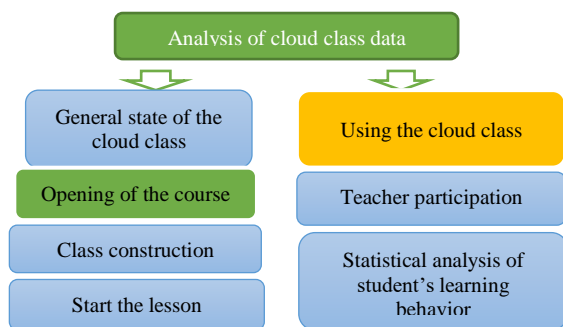 Analysis of cloud class data
General state of the
cloud class
Opening of the course
Class construction
Start the lesson
Using the cloud class
Teacher participation
Statistical analysis of
student’s learning
behavior